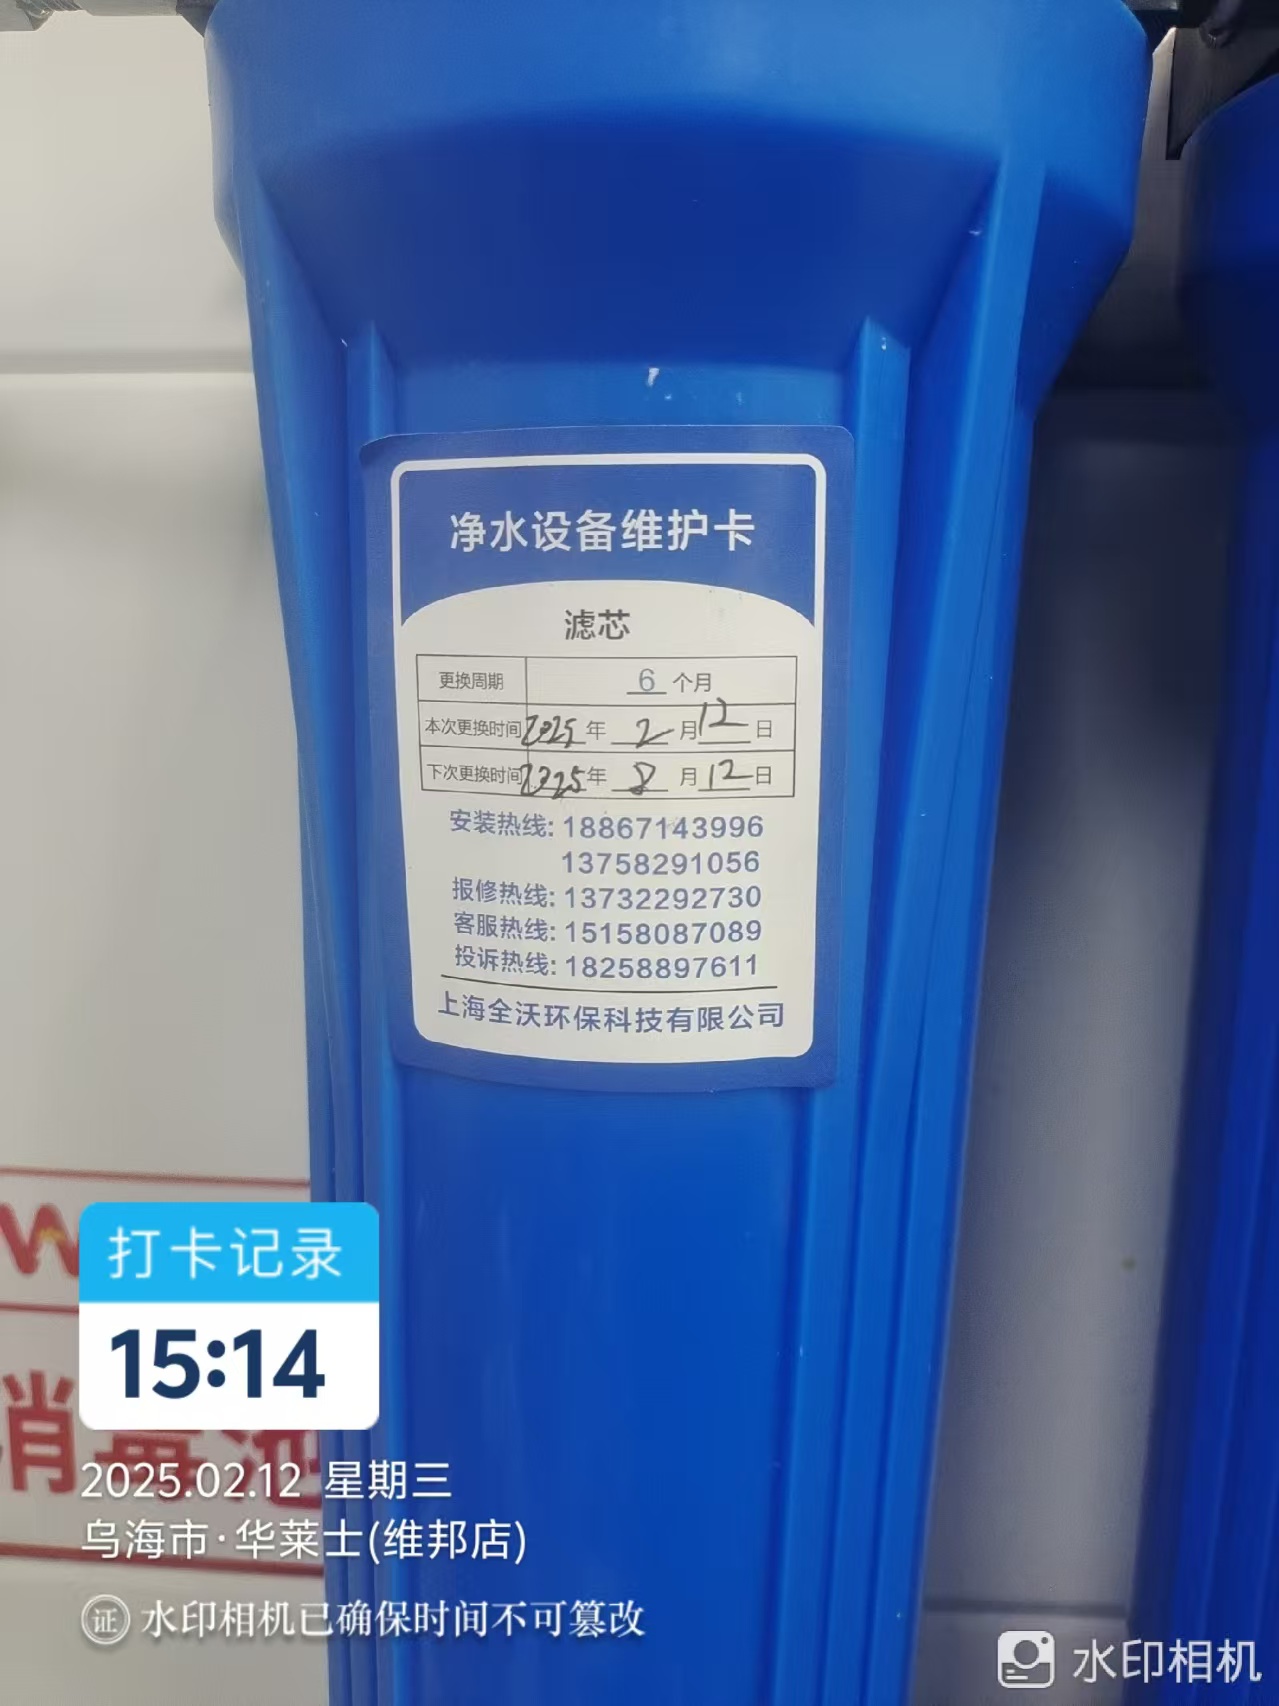 净水设备维护卡
滤芯
更换周期 6 个月
本次更换时间 2025 年 2 月 12 日
下次更换时间 2025 年 8 月 12 日
安装热线: 18867143996
13758291056
报修热线: 13732292730
客服热线: 15158087089
投诉热线: 18258897611
上海全沃环保科技有限公司
W
打卡记录
15:14
消毒池
2025.02.12 星期三
乌海市·华莱士(维邦店)
证 水印相机已确保时间不可篡改
水印相机